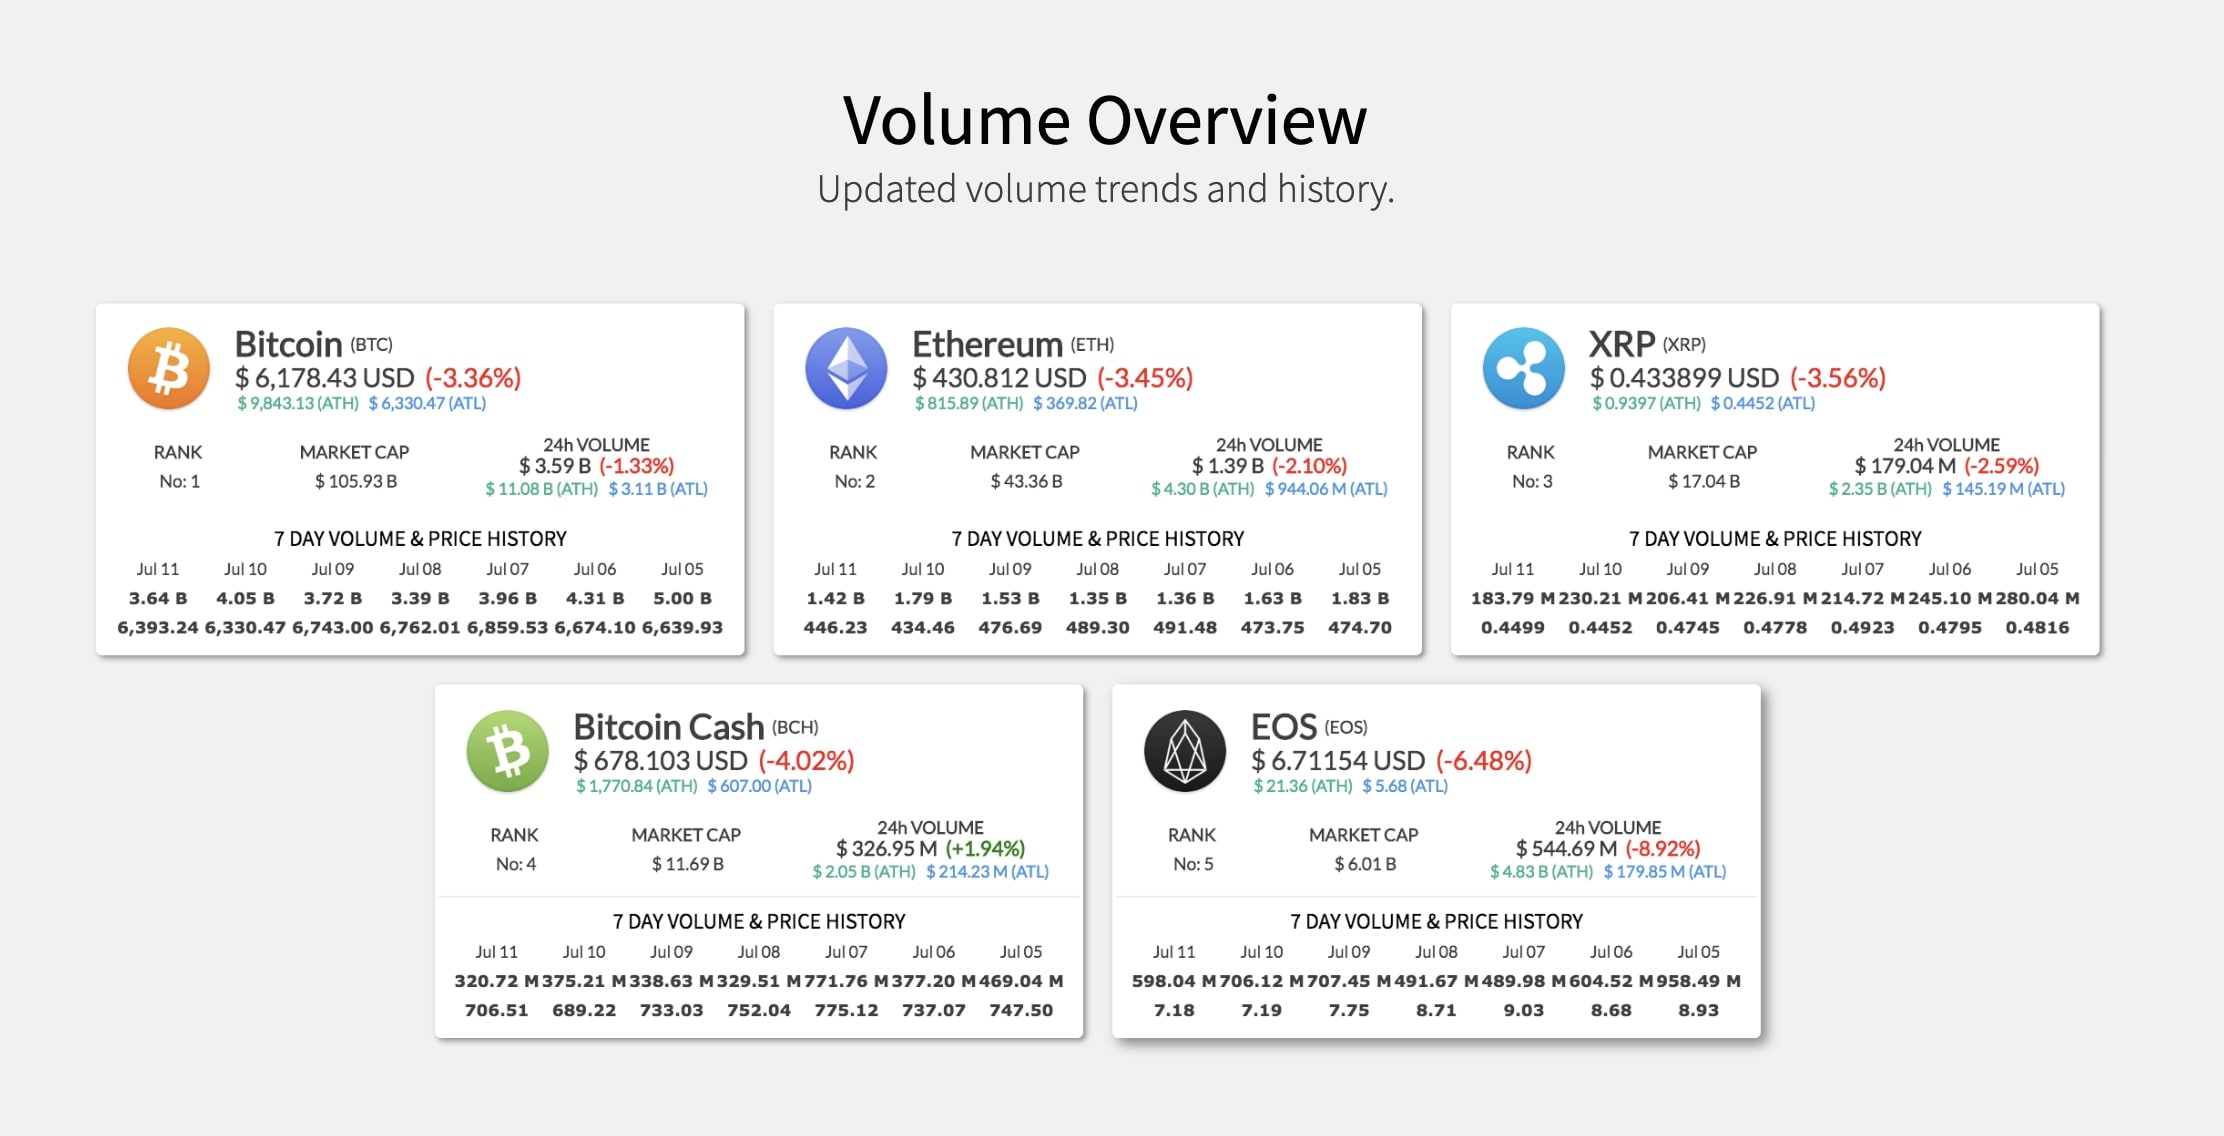 Volume Overview
Updated volume trends and history.
Bitcoin (BTC)
$ 6,178.43 USD (-3.36%)
$ 9,843.13 (ATH) $ 6,330.47 (ATL)
RANK
No: 1
MARKET CAP
$ 105.93 B
24h VOLUME
$ 3.59 B (-1.33%)
$ 11.08 B (ATH) $ 3.11 B (ATL)
7 DAY VOLUME & PRICE HISTORY
Jul 11 Jul 10 Jul 09 Jul 08 Jul 07 Jul 06 Jul 05
3.64 B 4.05 B 3.72 B 3.39 B 3.96 B 4.31 B 5.00 B
6,393.24 6,330.47 6,743.00 6,762.01 6,859.53 6,674.10 6,639.93
Ethereum (ETH)
$ 430.812 USD (-3.45%)
$ 815.89 (ATH) $ 369.82 (ATL)
RANK
No: 2
MARKET CAP
$ 43.36 B
24h VOLUME
$ 1.39 B (-2.10%)
$ 4.30 B (ATH) $ 944.06 M (ATL)
7 DAY VOLUME & PRICE HISTORY
Jul 11 Jul 10 Jul 09 Jul 08 Jul 07 Jul 06 Jul 05
1.42 B 1.79 B 1.53 B 1.35 B 1.36 B 1.63 B 1.83 B
446.23 434.46 476.69 489.30 491.48 473.75 474.70
XRP (XRP)
$ 0.433899 USD (-3.56%)
$ 0.9397 (ATH) $ 0.4452 (ATL)
RANK
No: 3
MARKET CAP
$ 17.04 B
24h VOLUME
$ 179.04 M (-2.59%)
$ 2.35 B (ATH) $ 145.19 M (ATL)
7 DAY VOLUME & PRICE HISTORY
Jul 11 Jul 10 Jul 09 Jul 08 Jul 07 Jul 06 Jul 05
183.79 M 230.21 M 206.41 M 226.91 M 214.72 M 245.10 M 280.04 M
0.4499 0.4452 0.4745 0.4778 0.4923 0.4795 0.4816
Bitcoin Cash (BCH)
$ 678.103 USD (-4.02%)
$ 1,770.84 (ATH) $ 607.00 (ATL)
RANK
No: 4
MARKET CAP
$ 11.69 B
24h VOLUME
$ 326.95 M (+1.94%)
$ 2.05 B (ATH) $ 214.23 M (ATL)
7 DAY VOLUME & PRICE HISTORY
Jul 11 Jul 10 Jul 09 Jul 08 Jul 07 Jul 06 Jul 05
320.72 M 375.21 M 338.63 M 329.51 M 771.76 M 377.20 M 469.04 M
706.51 689.22 733.03 752.04 775.12 737.07 747.50
EOS (EOS)
$ 6.71154 USD (-6.48%)
$ 21.36 (ATH) $ 5.68 (ATL)
RANK
No: 5
MARKET CAP
$ 6.01 B
24h VOLUME
$ 544.69 M (-8.92%)
$ 4.83 B (ATH) $ 179.85 M (ATL)
7 DAY VOLUME & PRICE HISTORY
Jul 11 Jul 10 Jul 09 Jul 08 Jul 07 Jul 06 Jul 05
598.04 M 706.12 M 707.45 M 491.67 M 489.98 M 604.52 M 958.49 M
7.18 7.19 7.75 8.71 9.03 8.68 8.93